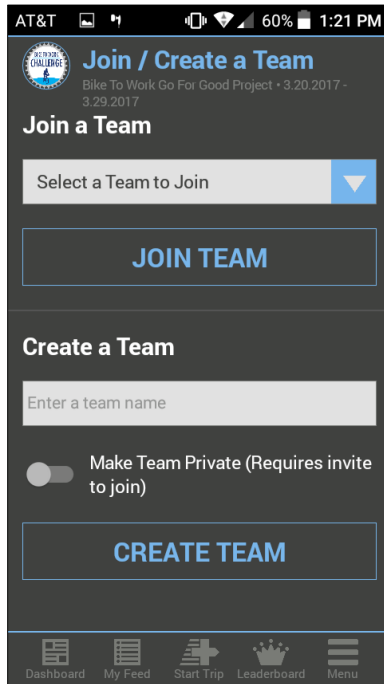 AT&T 60% 1:21 PM
CHALLENGE
Join / Create a Team
Bike To Work Go For Good Project • 3.20.2017 -
3.29.2017
Join a Team
Select a Team to Join
JOIN TEAM
Create a Team
Enter a team name
Make Team Private (Requires invite
to join)
CREATE TEAM
Dashboard My Feed Start Trip Leaderboard Menu